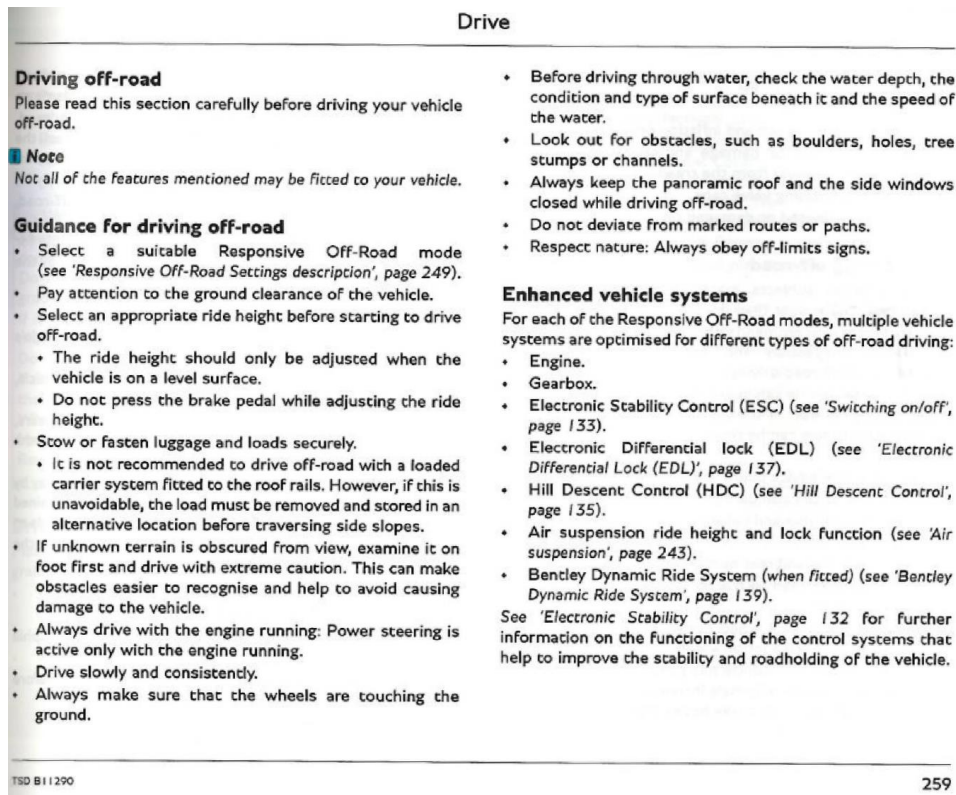 Drive
Driving off-road
Please read this section carefully before driving your vehicle
off-road.
i Note
Not all of the features mentioned may be fitted to your vehicle.
Guidance for driving off-road
• Select a suitable Responsive Off-Road mode
(see 'Responsive Off-Road Settings description', page 249).
• Pay attention to the ground clearance of the vehicle.
• Select an appropriate ride height before starting to drive
off-road.
• The ride height should only be adjusted when the
vehicle is on a level surface.
• Do not press the brake pedal while adjusting the ride
height.
• Stow or fasten luggage and loads securely.
• It is not recommended to drive off-road with a loaded
carrier system fitted to the roof rails. However, if this is
unavoidable, the load must be removed and stored in an
alternative location before traversing side slopes.
• If unknown terrain is obscured from view, examine it on
foot first and drive with extreme caution. This can make
obstacles easier to recognise and help to avoid causing
damage to the vehicle.
• Always drive with the engine running: Power steering is
active only with the engine running.
• Drive slowly and consistently.
• Always make sure that the wheels are touching the
ground.
• Before driving through water, check the water depth, the
condition and type of surface beneath it and the speed of
the water.
• Look out for obstacles, such as boulders, holes, tree
stumps or channels.
• Always keep the panoramic roof and the side windows
closed while driving off-road.
• Do not deviate from marked routes or paths.
• Respect nature: Always obey off-limits signs.
Enhanced vehicle systems
For each of the Responsive Off-Road modes, multiple vehicle
systems are optimised for different types of off-road driving:
• Engine.
• Gearbox.
• Electronic Stability Control (ESC) (see 'Switching on/off',
page 133).
• Electronic Differential lock (EDL) (see 'Electronic
Differential Lock (EDL)', page 137).
• Hill Descent Control (HDC) (see 'Hill Descent Control',
page 135).
• Air suspension ride height and lock function (see 'Air
suspension', page 243).
• Bentley Dynamic Ride System (when fitted) (see 'Bentley
Dynamic Ride System', page 139).
See 'Electronic Stability Control', page 132 for further
information on the functioning of the control systems that
help to improve the stability and roadholding of the vehicle.
TSD B11290
259